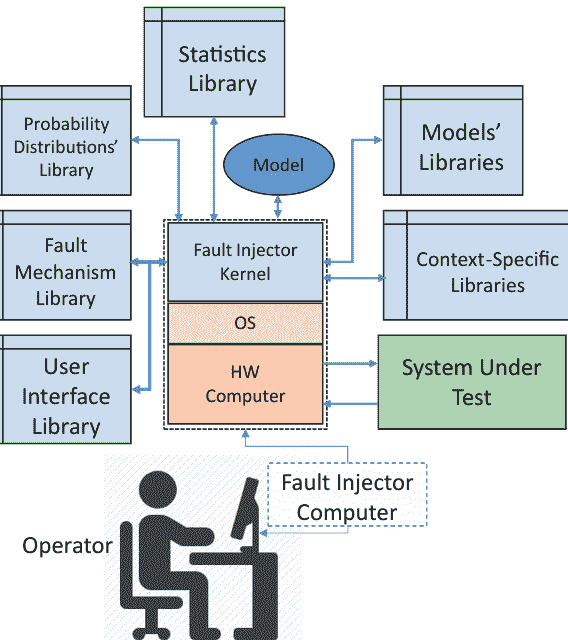 Statistics
Library
Probability
Distributions'
Library
Model
Models'
Libraries
Fault
Mechanism
Library
Fault Injector
Kernel
Context-Specific
Libraries
OS
User
Interface
Library
HW
Computer
System Under
Test
Fault Injector
Computer
Operator